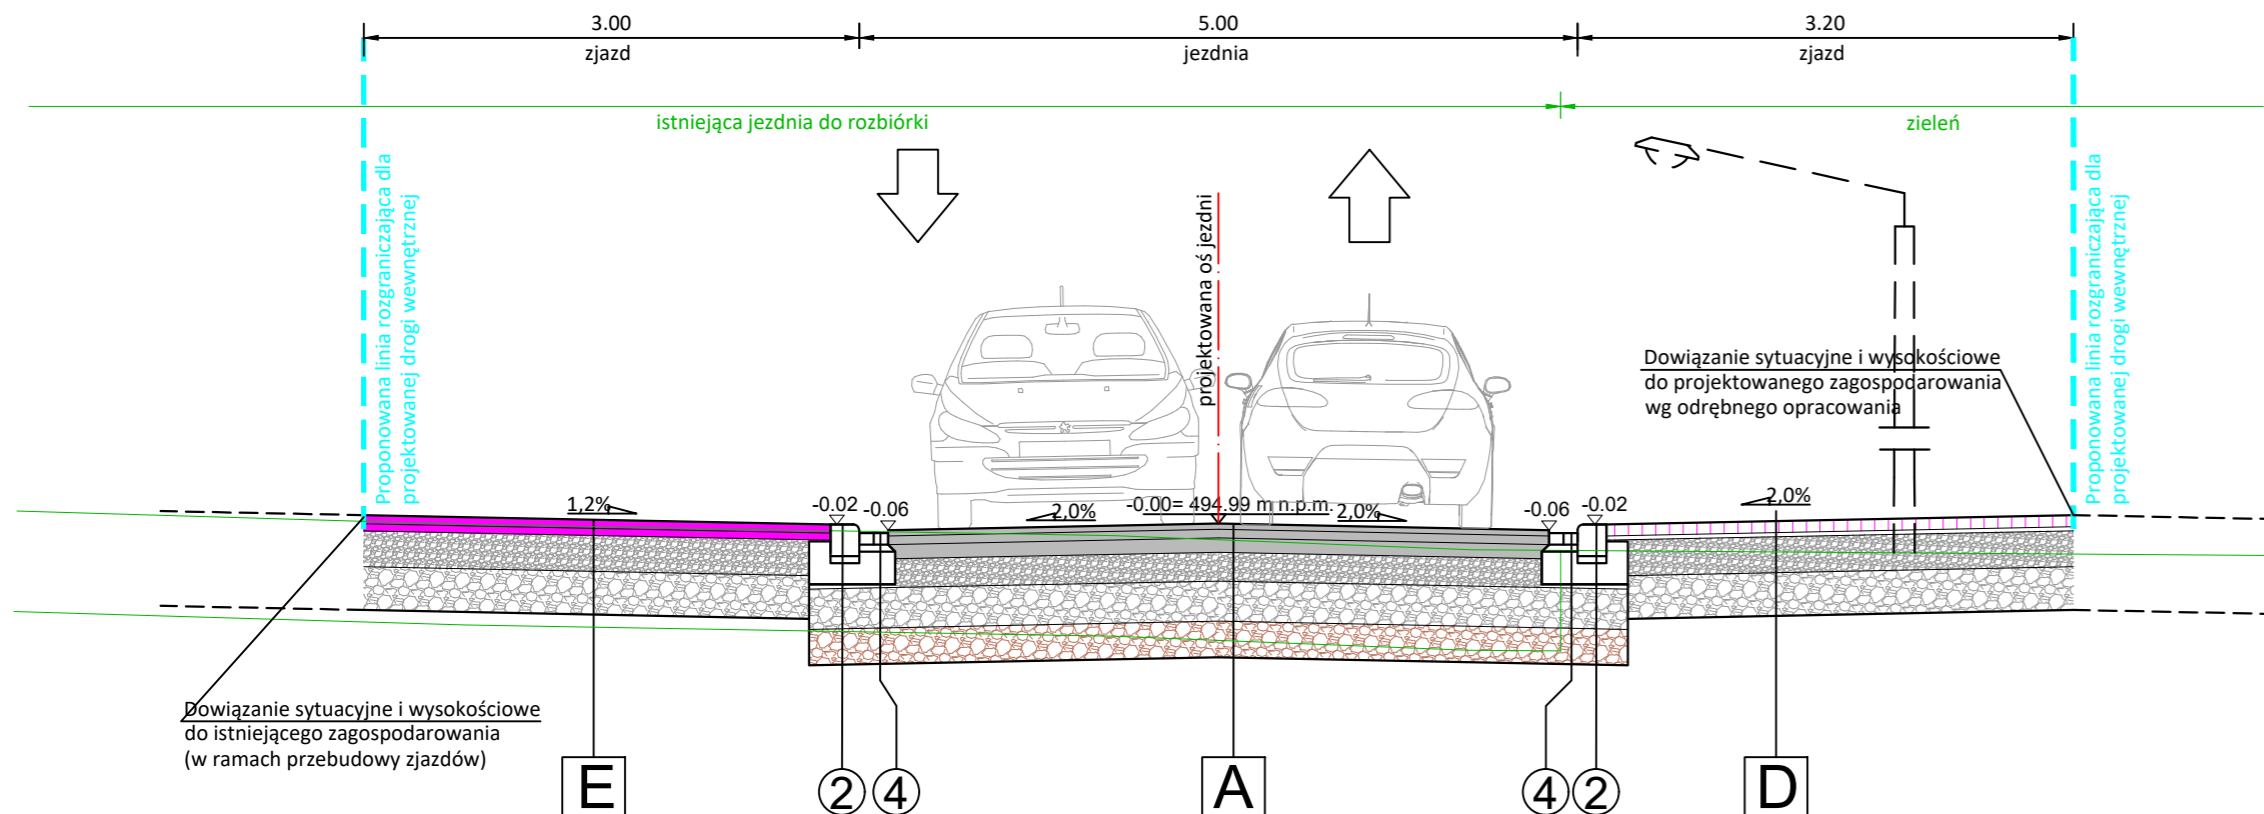 3.00
5.00
3.20
zjazd
jezdnia
zjazd
istniejąca jezdnia do rozbiórki
zieleń
Proponowana linia rozgraniczająca dla
projektowanej drogi wewnętrznej
projektowana oś jezdni
Proponowana linia rozgraniczająca dla
projektowanej drogi wewnętrznej
Dowiązanie sytuacyjne i wysokościowe
do projektowanego zagospodarowania
wg odrębnego opracowania
1,2%
-0.02
-0.06
2,0%
-0.00= 494.99 m n.p.m.
2,0%
-0.06
-0.02
2,0%
Dowiązanie sytuacyjne i wysokościowe
do istniejącego zagospodarowania
(w ramach przebudowy zjazdów)
E
2
4
A
4
2
D